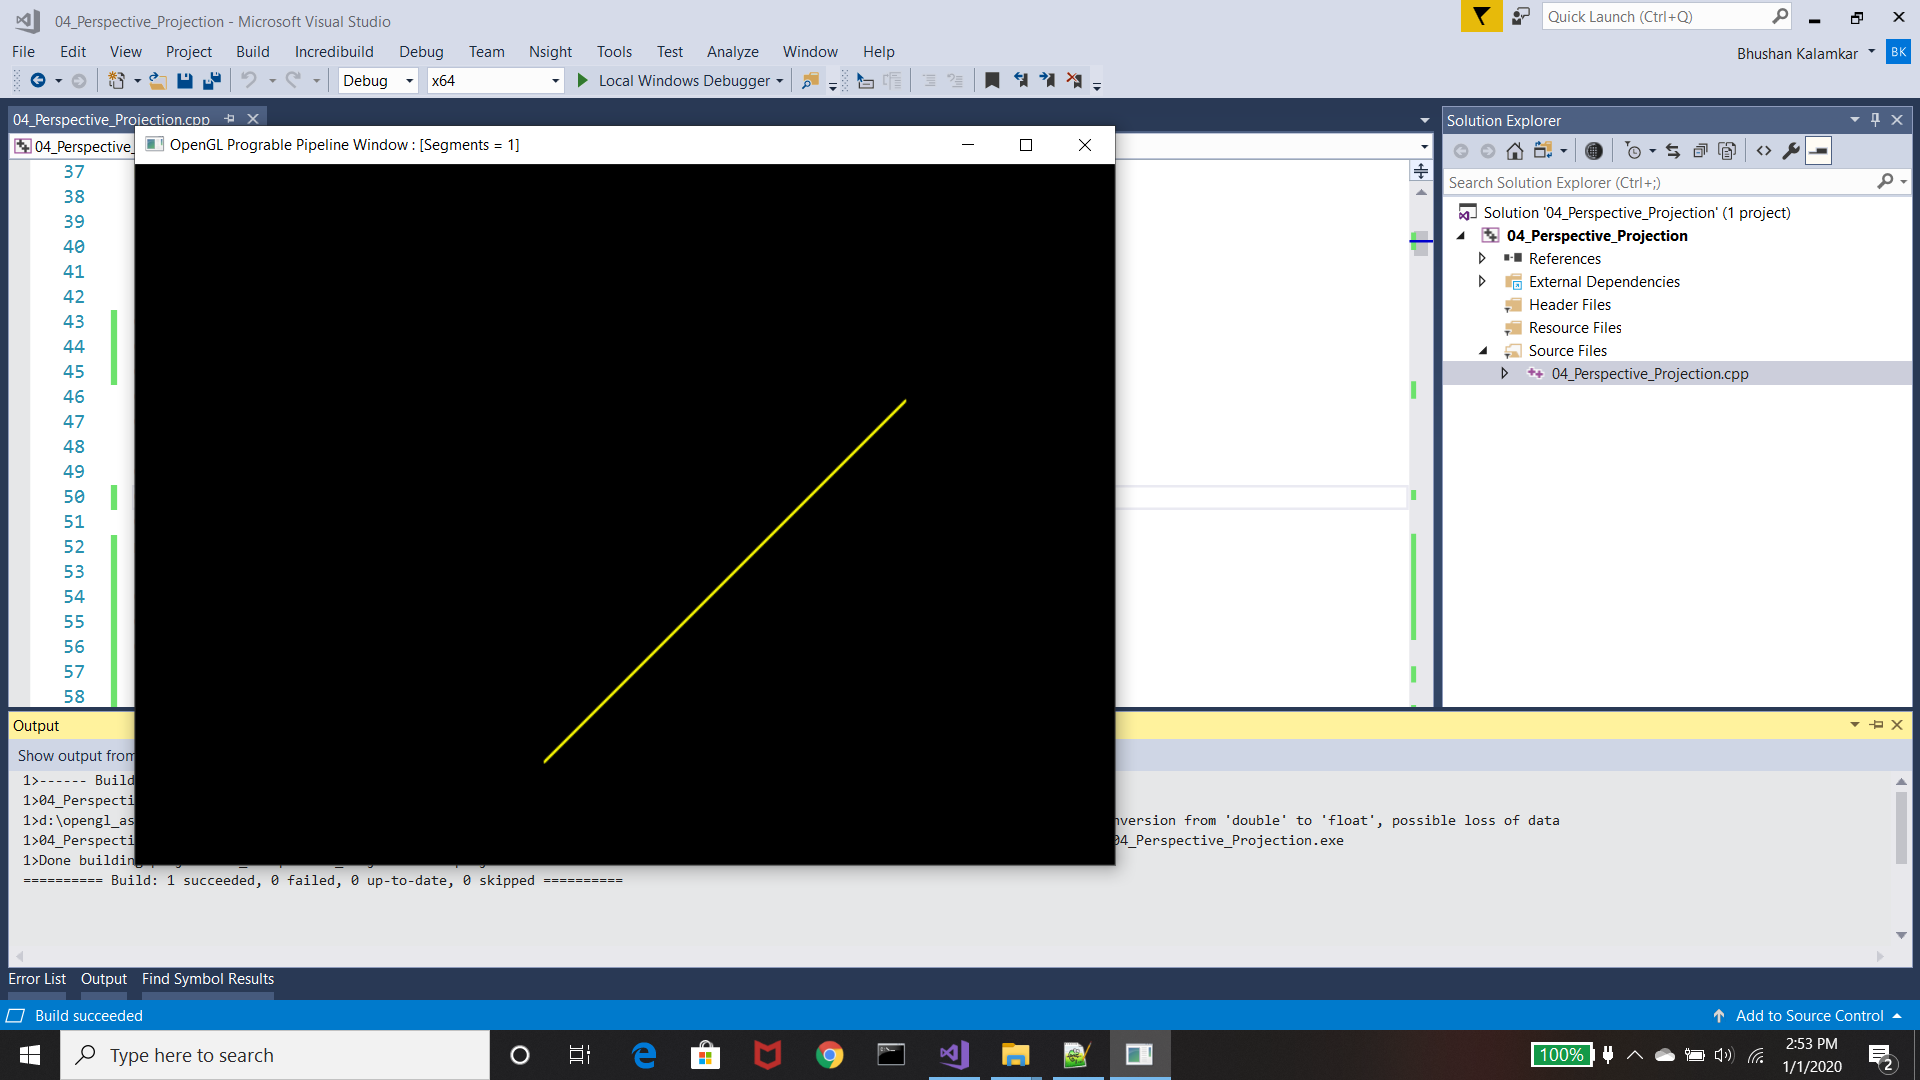 04_Perspective_Projection - Microsoft Visual Studio
Quick Launch (Ctrl+Q)
File Edit View Project Build Incredibuild Debug Team Nsight Tools Test Analyze Window Help
Bhushan Kalamkar
BK
Debug
x64
Local Windows Debugger
04_Perspective_Projection.cpp
04_Perspective_
OpenGL Prograble Pipeline Window : [Segments = 1]
37
38
39
40
41
42
43
44
45
46
47
48
49
50
51
52
53
54
55
56
57
58
Solution Explorer
Search Solution Explorer (Ctrl+;)
Solution '04_Perspective_Projection' (1 project)
04_Perspective_Projection
References
External Dependencies
Header Files
Resource Files
Source Files
04_Perspective_Projection.cpp
Output
Show output from
1>------ Build
1>04_Perspecti
1>d:\opengl_as nversion from 'double' to 'float', possible loss of data
1>04_Perspecti 04_Perspective_Projection.exe
1>Done building
========== Build: 1 succeeded, 0 failed, 0 up-to-date, 0 skipped ==========
Error List Output Find Symbol Results
Build succeeded
Add to Source Control
Type here to search
100%
2:53 PM
1/1/2020
2